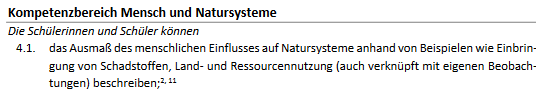 Kompetenzbereich Mensch und Natursysteme
Die Schülerinnen und Schüler können
4.1. das Ausmaß des menschlichen Einflusses auf Natursysteme anhand von Beispielen wie Einbrin-
gung von Schadstoffen, Land- und Ressourcennutzung (auch verknüpft mit eigenen Beobach-
tungen) beschreiben;2, 11